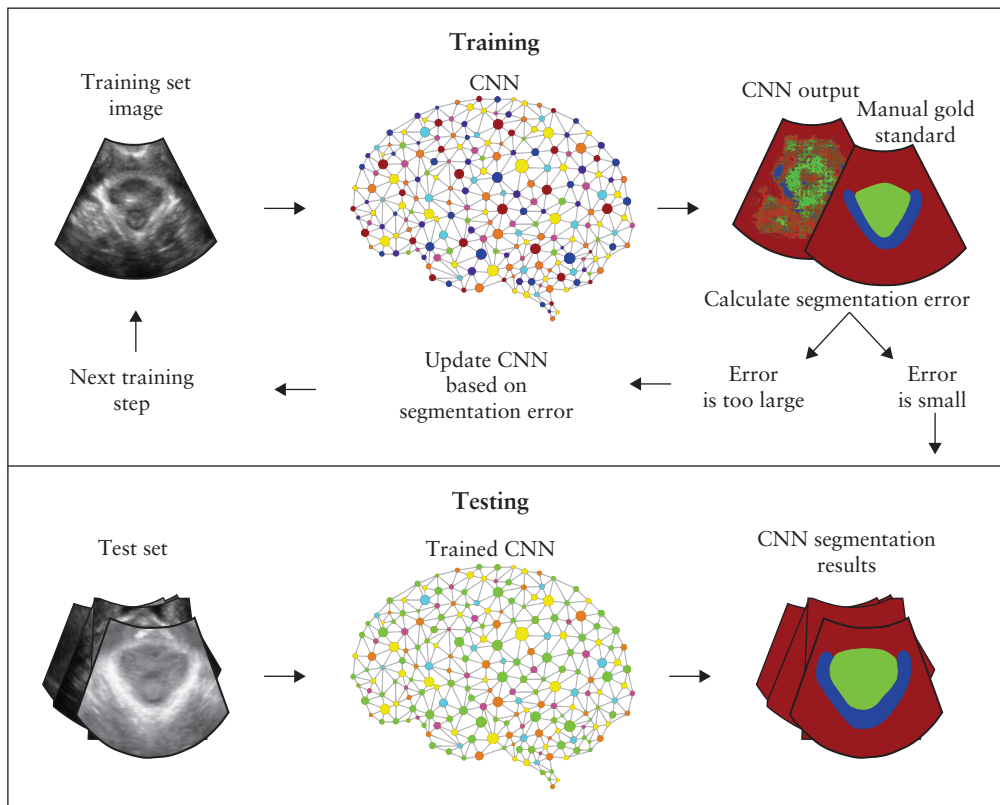 Training
Training set
image
CNN
CNN output
Manual gold
standard
Calculate segmentation error
Error
is too large
Error
is small
Update CNN
based on
segmentation error
Next training
step
Testing
Test set
Trained CNN
CNN segmentation
results